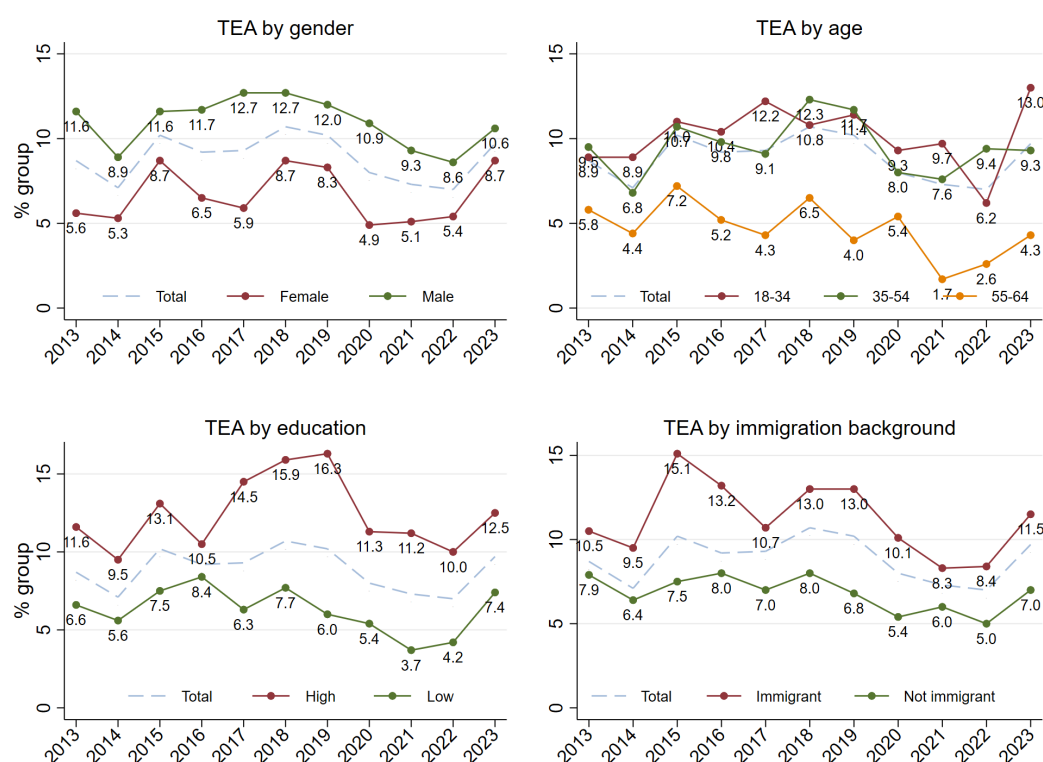 TEA by gender
% group
15
10
5
0
11.6 8.9 11.6 11.7 12.7 12.7 12.0 10.9 9.3 8.6 10.6
5.6 5.3 8.7 6.5 5.9 8.7 8.3 4.9 5.1 5.4 8.7
Total Female Male
2013 2014 2015 2016 2017 2018 2019 2020 2021 2022 2023
TEA by age
15
10
5
0
8.9 8.9 11.0 10.4 12.2 10.8 11.4 9.3 9.7 6.2 13.0
9.5 6.8 10.7 9.8 9.1 12.3 11.7 8.0 7.6 9.4 9.3
5.8 4.4 7.2 5.2 4.3 6.5 4.0 5.4 1.7 2.6 4.3
Total 18-34 35-54 55-64
2013 2014 2015 2016 2017 2018 2019 2020 2021 2022 2023
TEA by education
% group
15
10
5
0
11.6 9.5 13.1 10.5 14.5 15.9 16.3 11.3 11.2 10.0 12.5
6.6 5.6 7.5 8.4 6.3 7.7 6.0 5.4 3.7 4.2 7.4
Total High Low
2013 2014 2015 2016 2017 2018 2019 2020 2021 2022 2023
TEA by immigration background
15
10
5
0
10.5 9.5 15.1 13.2 10.7 13.0 13.0 10.1 8.3 8.4 11.5
7.9 6.4 7.5 8.0 7.0 8.0 6.8 5.4 6.0 5.0 7.0
Total Immigrant Not immigrant
2013 2014 2015 2016 2017 2018 2019 2020 2021 2022 2023